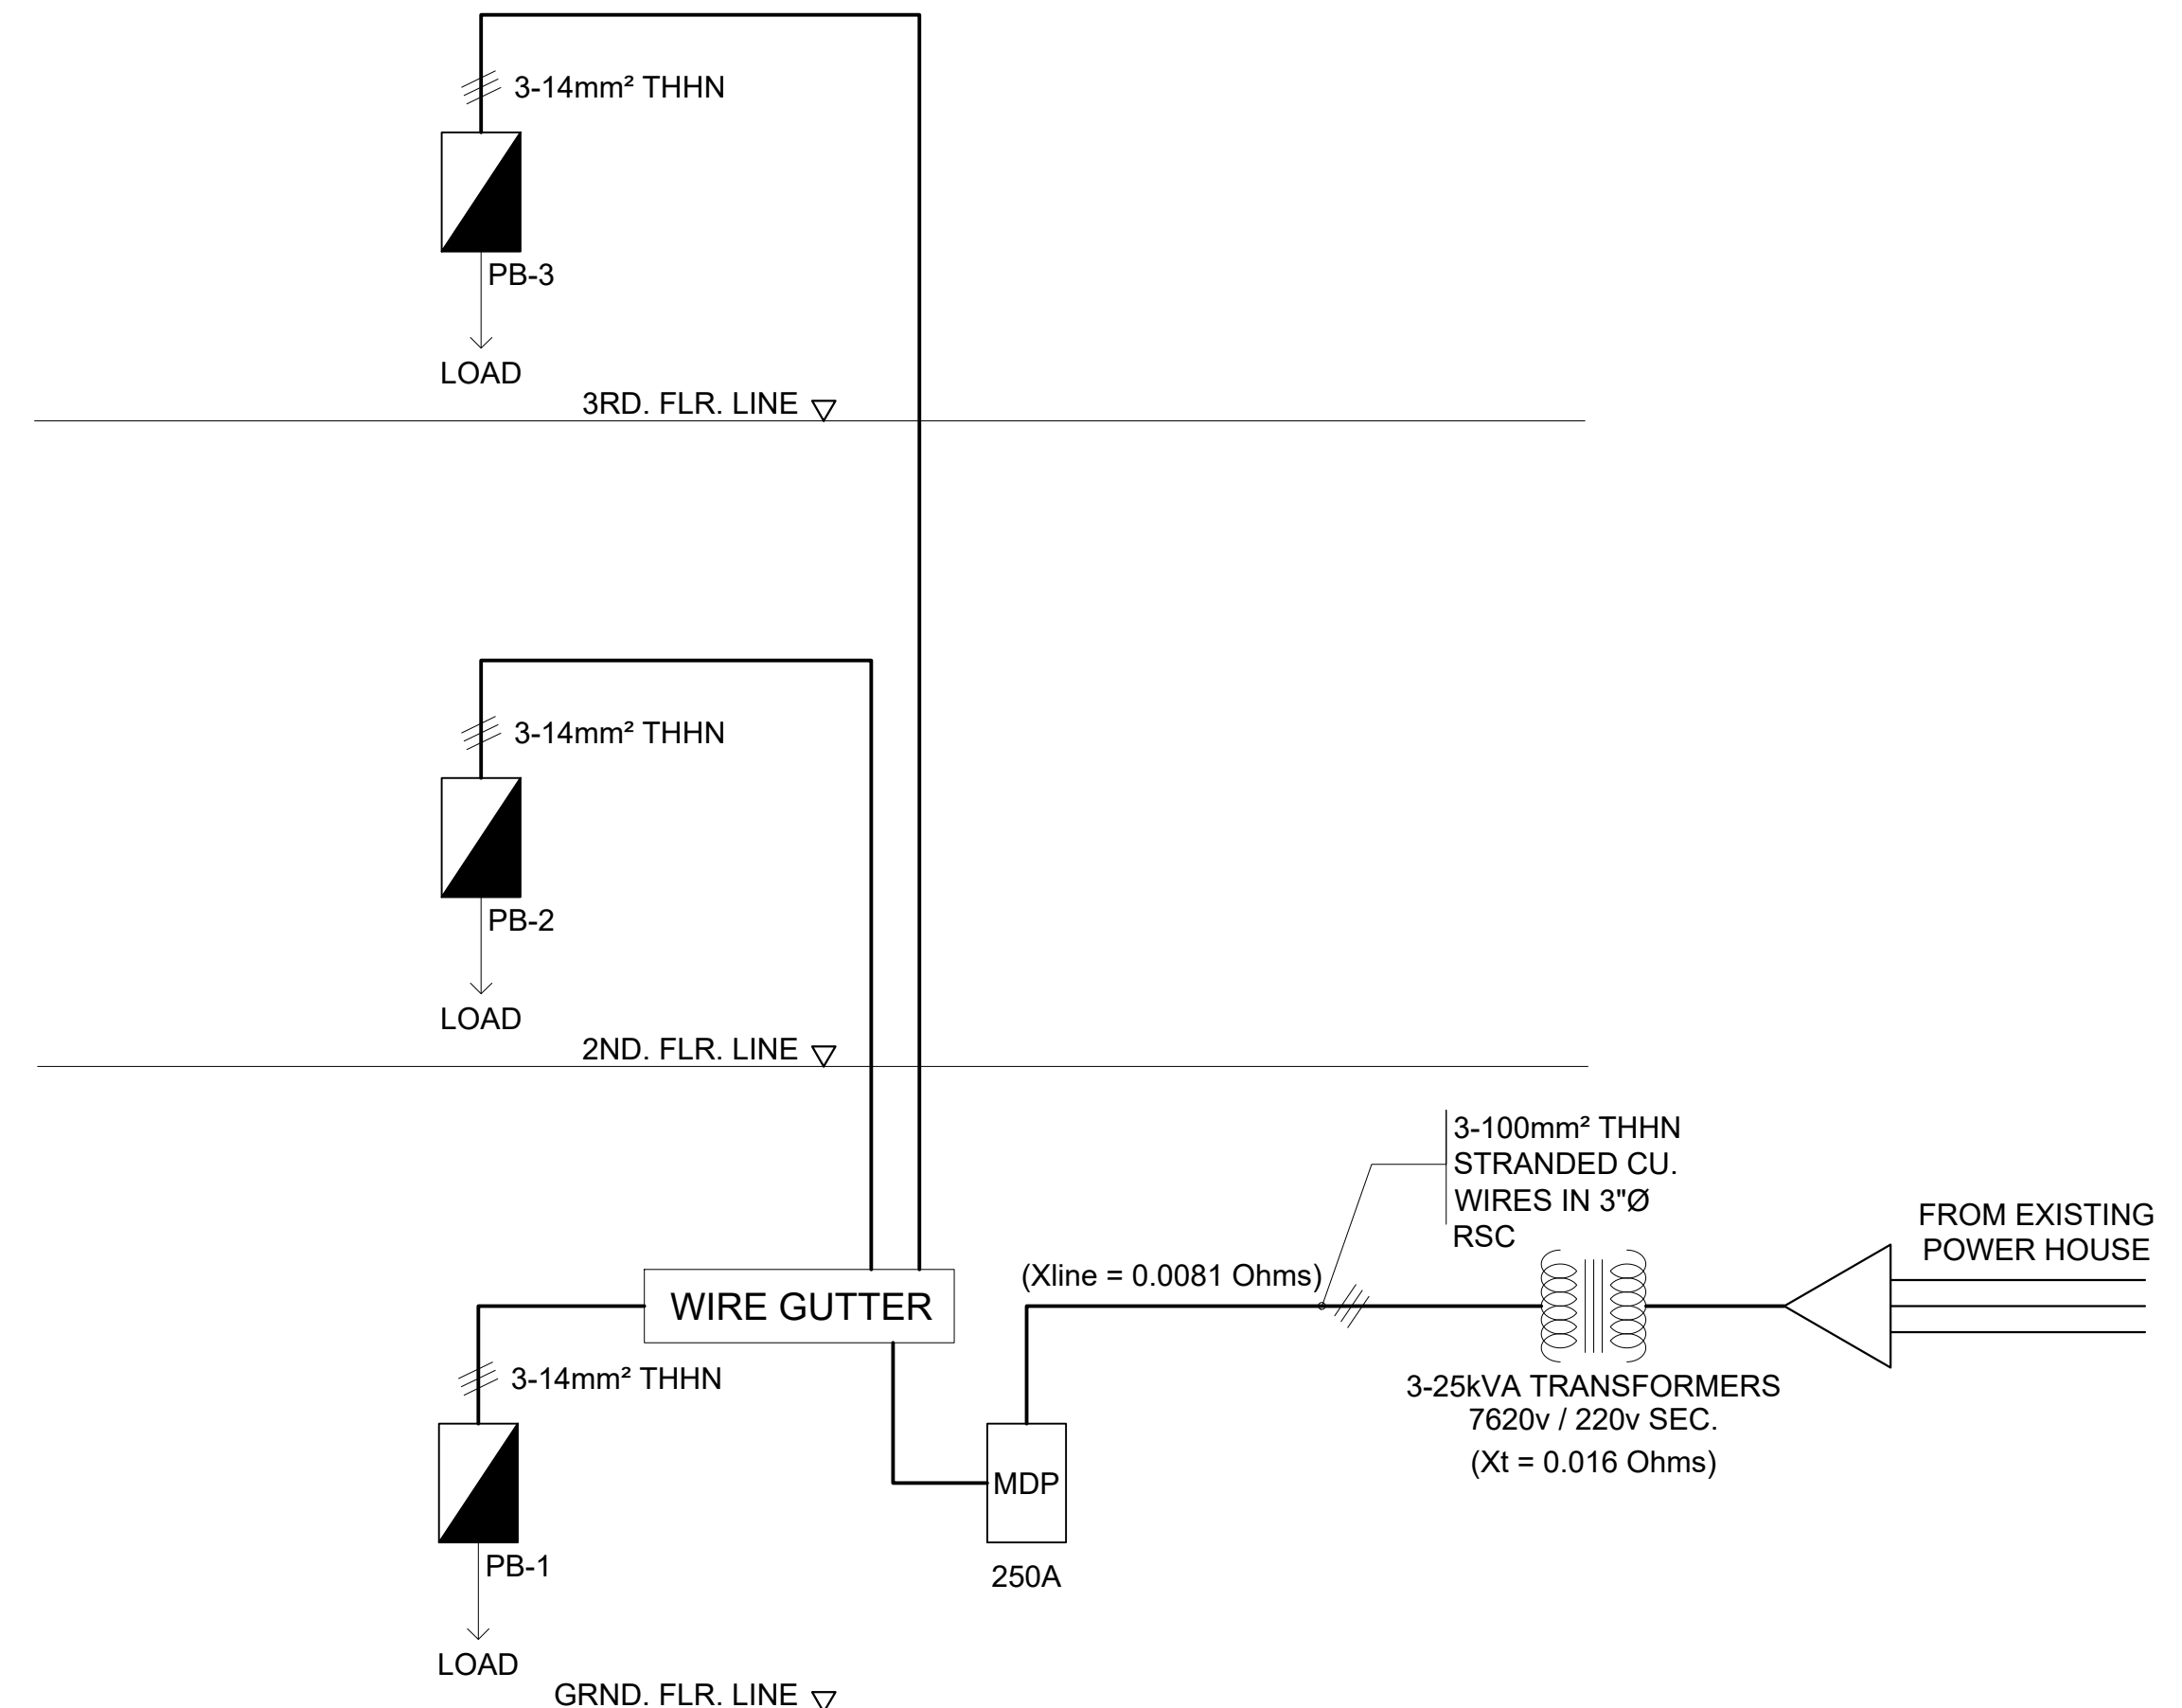 3-14mm² THHN
PB-3
LOAD
3RD. FLR. LINE
3-14mm² THHN
PB-2
LOAD
2ND. FLR. LINE
3-100mm² THHN
STRANDED CU.
WIRES IN 3"Ø
RSC
FROM EXISTING
POWER HOUSE
(Xline = 0.0081 Ohms)
WIRE GUTTER
3-14mm² THHN
3-25kVA TRANSFORMERS
7620v / 220v SEC.
(Xt = 0.016 Ohms)
MDP
250A
PB-1
LOAD
GRND. FLR. LINE